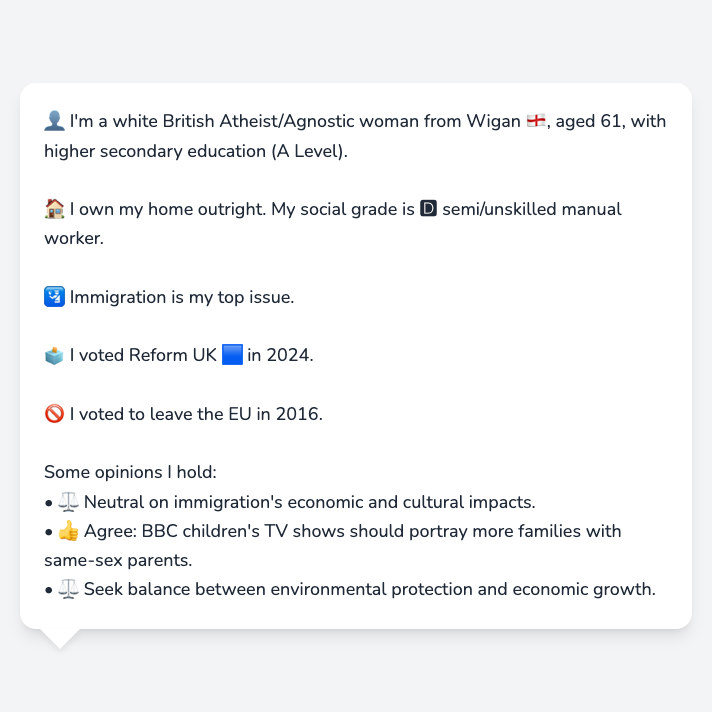 👤 I'm a white British Atheist/Agnostic woman from Wigan 🏴󠁧󠁢󠁥󠁮󠁧󠁿, aged 61, with
higher secondary education (A Level).
🏠 I own my home outright. My social grade is 🅳 semi/unskilled manual
worker.
🛂 Immigration is my top issue.
🗳️ I voted Reform UK 🟦 in 2024.
🚫 I voted to leave the EU in 2016.
Some opinions I hold:
• ⚖️ Neutral on immigration's economic and cultural impacts.
• 👍 Agree: BBC children's TV shows should portray more families with
same-sex parents.
• ⚖️ Seek balance between environmental protection and economic growth.